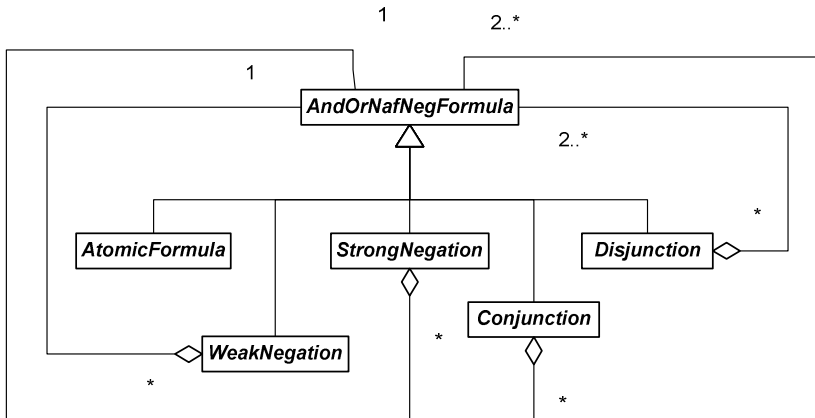 1
2..*
1
AndOrNafNegFormula
2..*
*
AtomicFormula
StrongNegation
Disjunction
Conjunction
*
WeakNegation
*
*